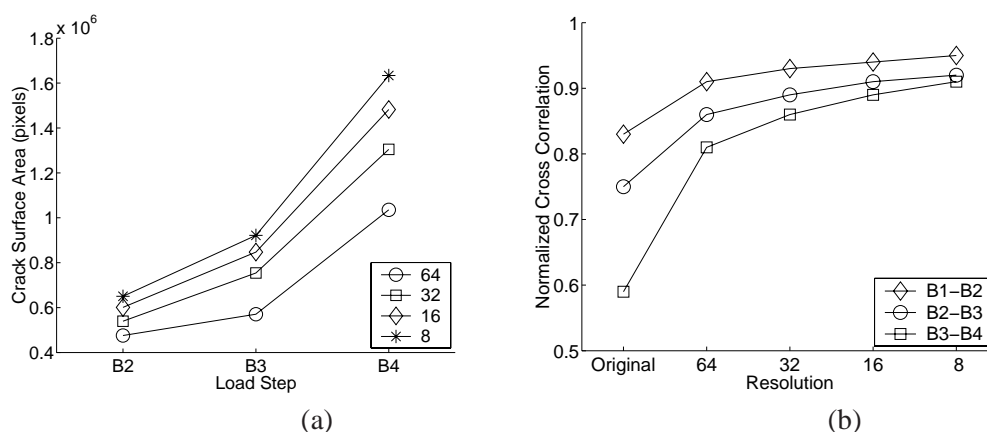 x 10^6
1.8
1.6
1.4
1.2
1
0.8
0.6
0.4
Crack Surface Area (pixels)
B2 B3 B4
Load Step
64
32
16
8
(a)
1
0.9
0.8
0.7
0.6
0.5
Normalized Cross Correlation
Original 64 32 16 8
Resolution
B1−B2
B2−B3
B3−B4
(b)